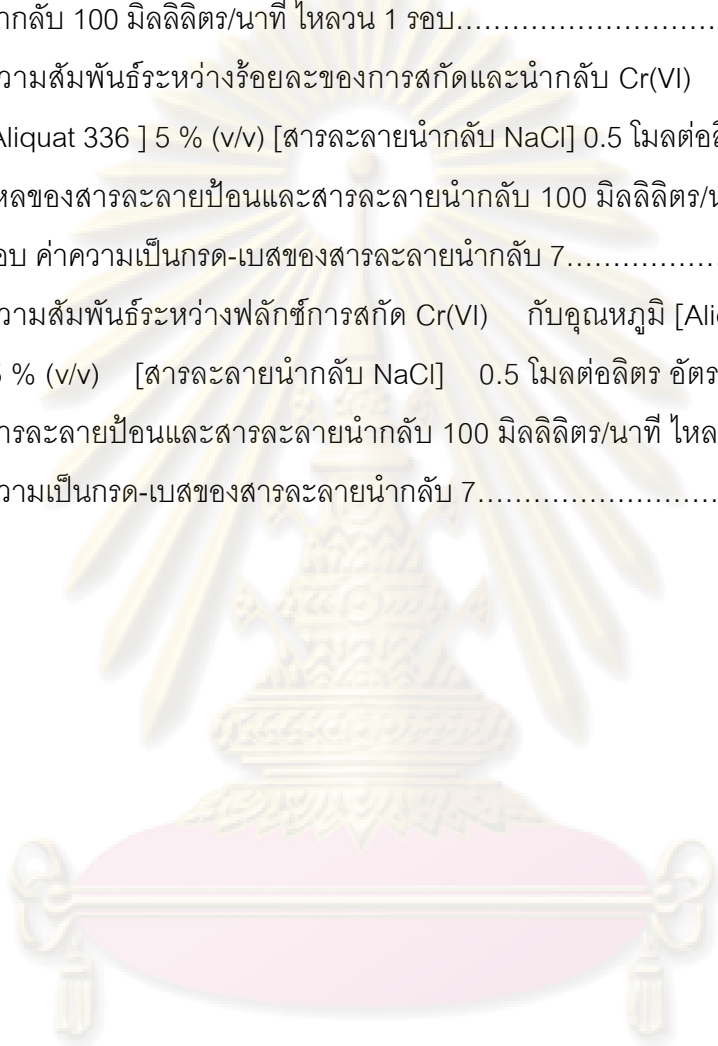 ากลับ 100 มิลลิลิตร/นาที ไหลวน 1 รอบ................................
วามสัมพันธ์ระหว่างร้อยละของการสกัดและนำกลับ Cr(VI)
Aliquat 336 ] 5 % (v/v) [สารละลายนำกลับ NaCl] 0.5 โมลต่อลิ
หลของสารละลายป้อนและสารละลายนำกลับ 100 มิลลิลิตร/น
อบ ค่าความเป็นกรด-เบสของสารละลายนำกลับ 7...................
วามสัมพันธ์ระหว่างฟลักซ์การสกัด Cr(VI) กับอุณหภูมิ [Alic
5 % (v/v) [สารละลายนำกลับ NaCl] 0.5 โมลต่อลิตร อัตร
ารละลายป้อนและสารละลายนำกลับ 100 มิลลิลิตร/นาที ไหล
วามเป็นกรด-เบสของสารละลายนำกลับ 7.............................